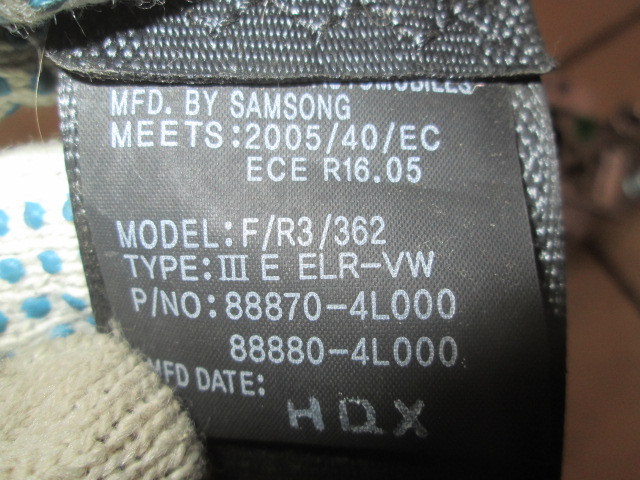 MFD. BY SAMSONG
MEETS:2005/40/EC
ECE R16.05
MODEL:F/R3/362
TYPE:III E ELR-VW
P/NO:88870-4L000
88880-4L000
MFD DATE:
HQX